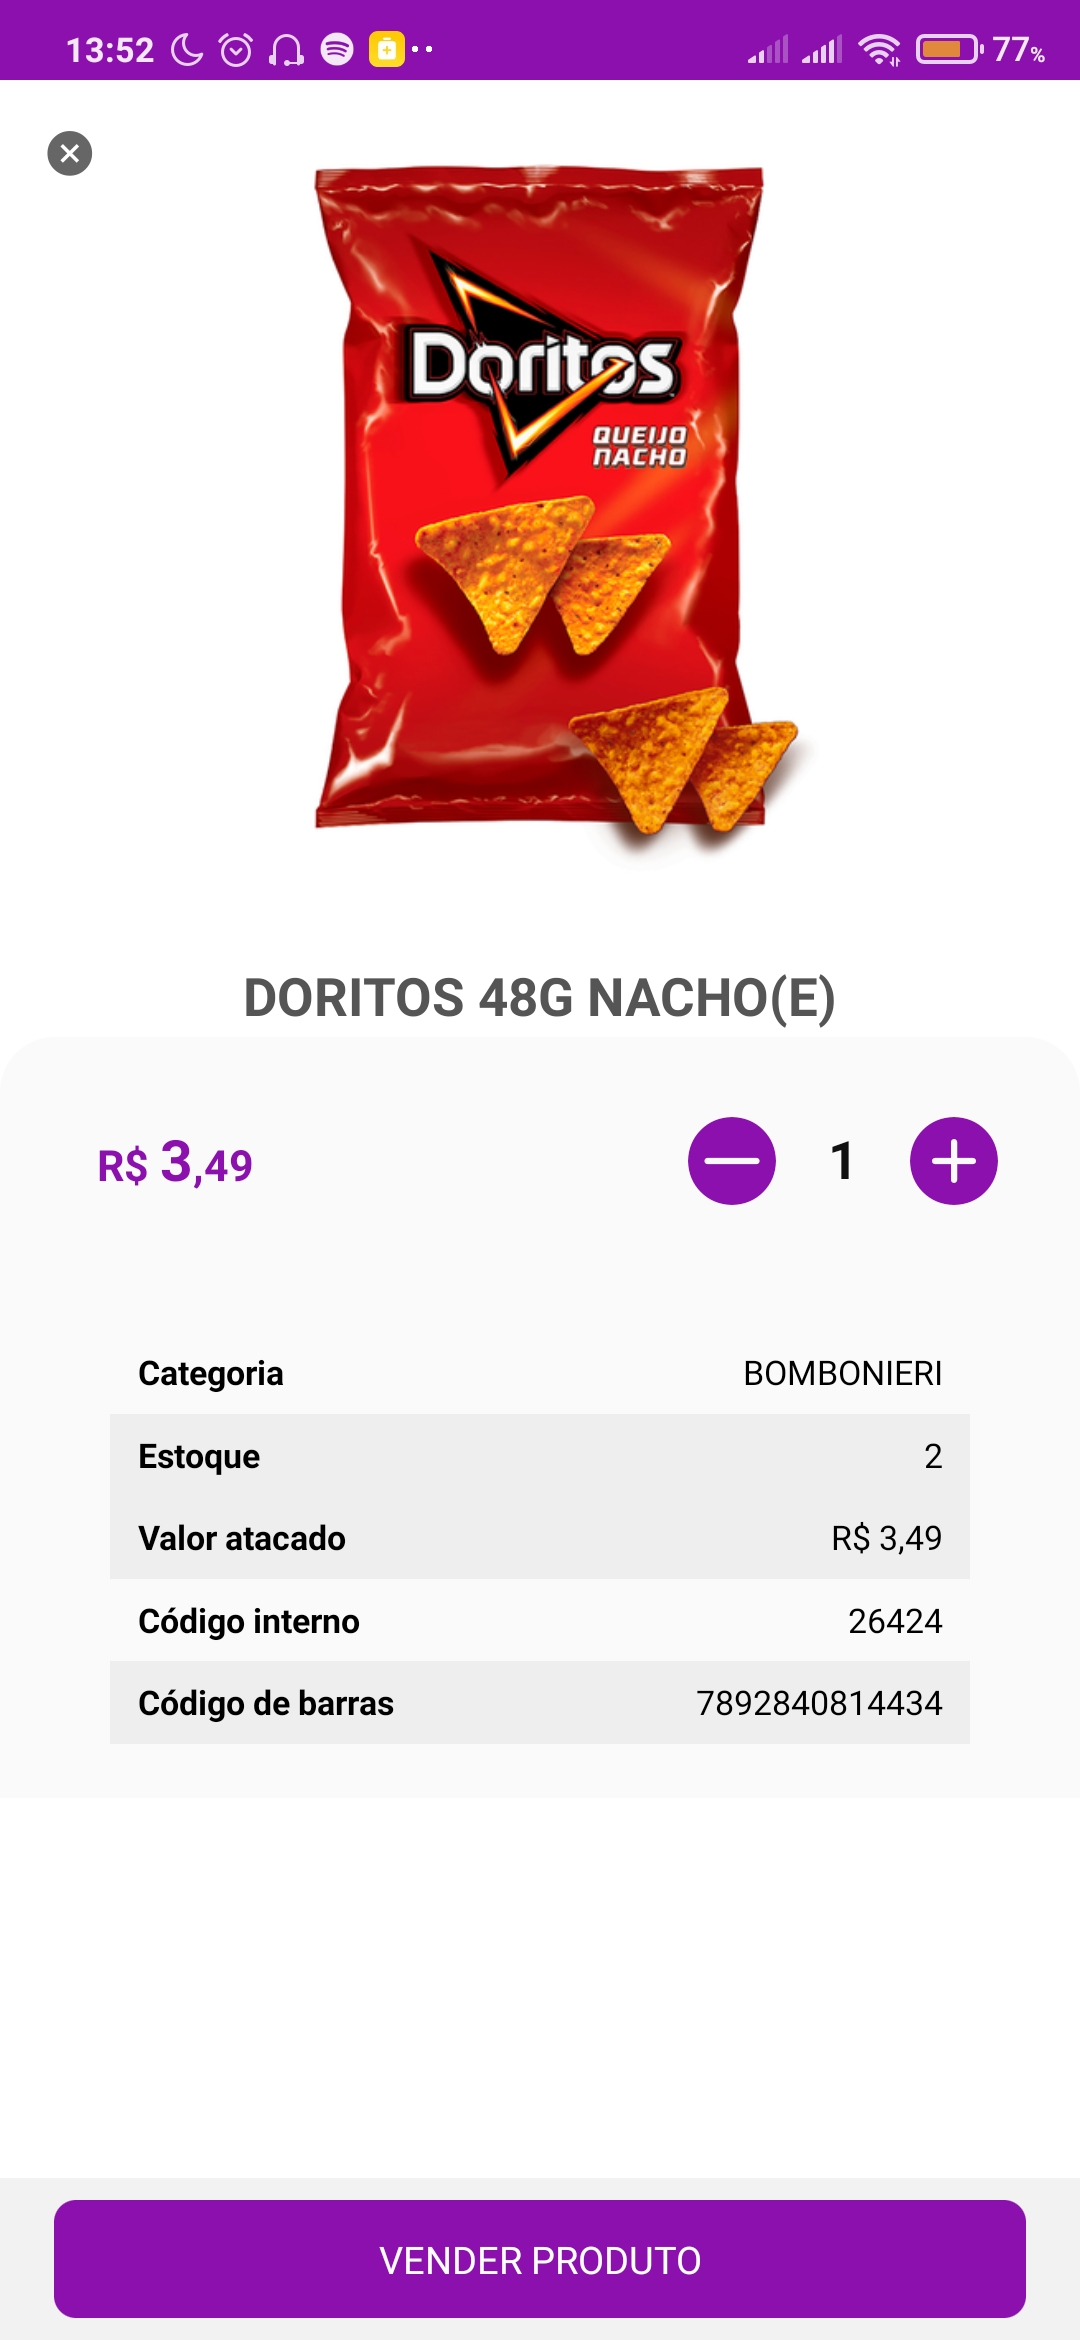 13:52 77%
Doritos
QUEIJO
NACHO
DORITOS 48G NACHO(E)
R$ 3,49 1
Categoria BOMBONIERI
Estoque 2
Valor atacado R$ 3,49
Código interno 26424
Código de barras 7892840814434
VENDER PRODUTO